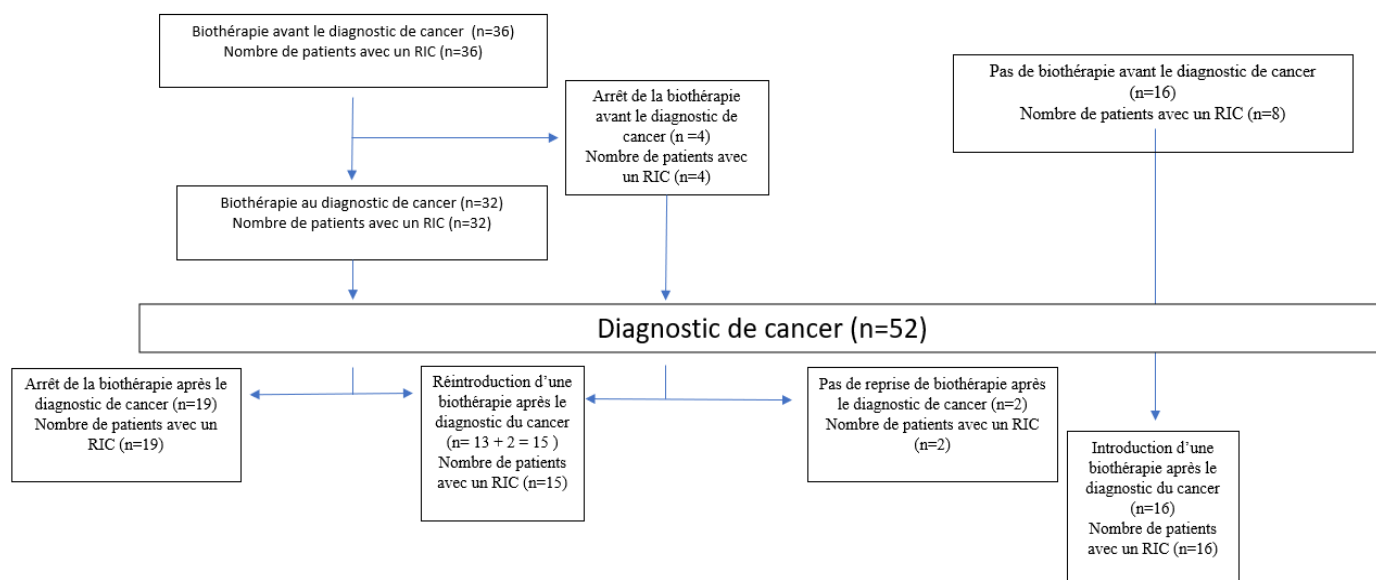 Biothérapie avant le diagnostic de cancer (n=36)
Nombre de patients avec un RIC (n=36)
Pas de biothérapie avant le diagnostic de cancer
(n=16)
Nombre de patients avec un RIC (n=8)
Arrêt de la biothérapie
avant le diagnostic de
cancer (n =4)
Nombre de patients avec
un RIC (n=4)
Biothérapie au diagnostic de cancer (n=32)
Nombre de patients avec un RIC (n=32)
Diagnostic de cancer (n=52)
Arrêt de la biothérapie après le
diagnostic de cancer (n=19)
Nombre de patients avec un
RIC (n=19)
Réintroduction d’une
biothérapie après le
diagnostic du cancer
(n= 13 + 2 = 15 )
Nombre de patients
avec un RIC (n=15)
Pas de reprise de biothérapie après
le diagnostic de cancer (n=2)
Nombre de patients avec un RIC
(n=2)
Introduction d’une
biothérapie après le
diagnostic du cancer
(n=16)
Nombre de patients
avec un RIC (n=16)